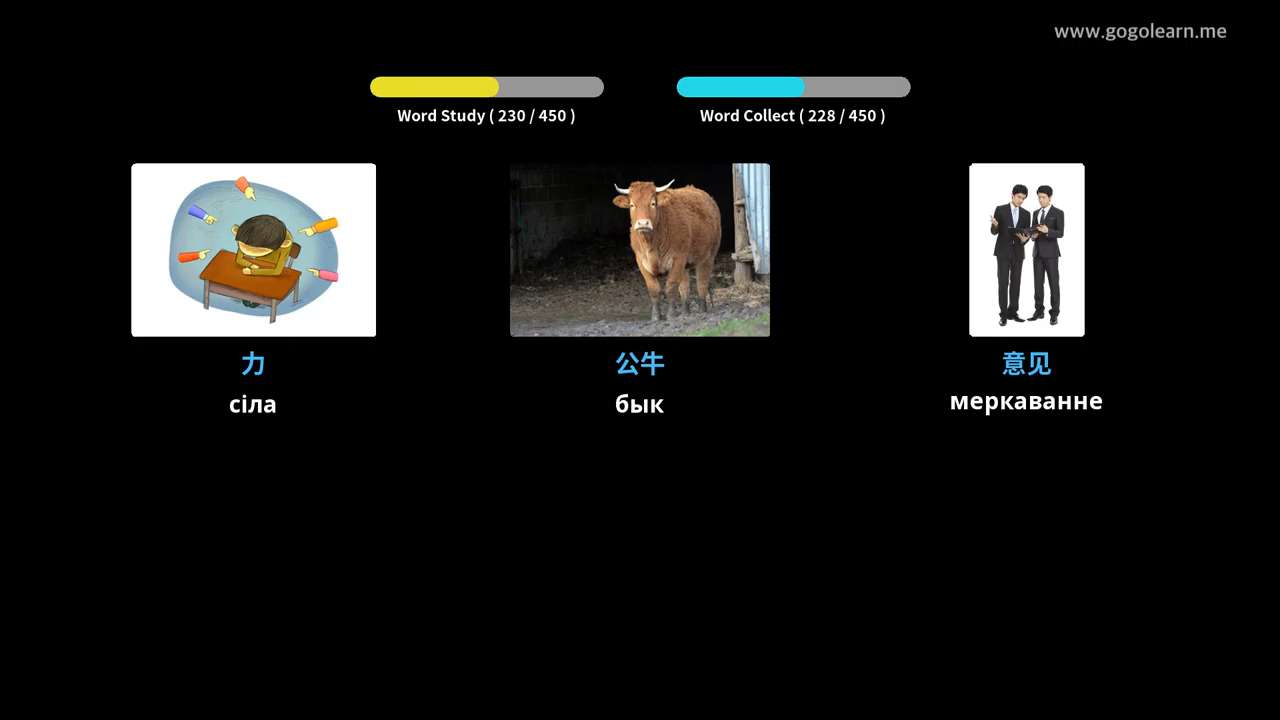 www.gogolearn.me
Word Study ( 230 / 450 )
Word Collect ( 228 / 450 )
力
公牛
意见
сіла
бык
меркаванне